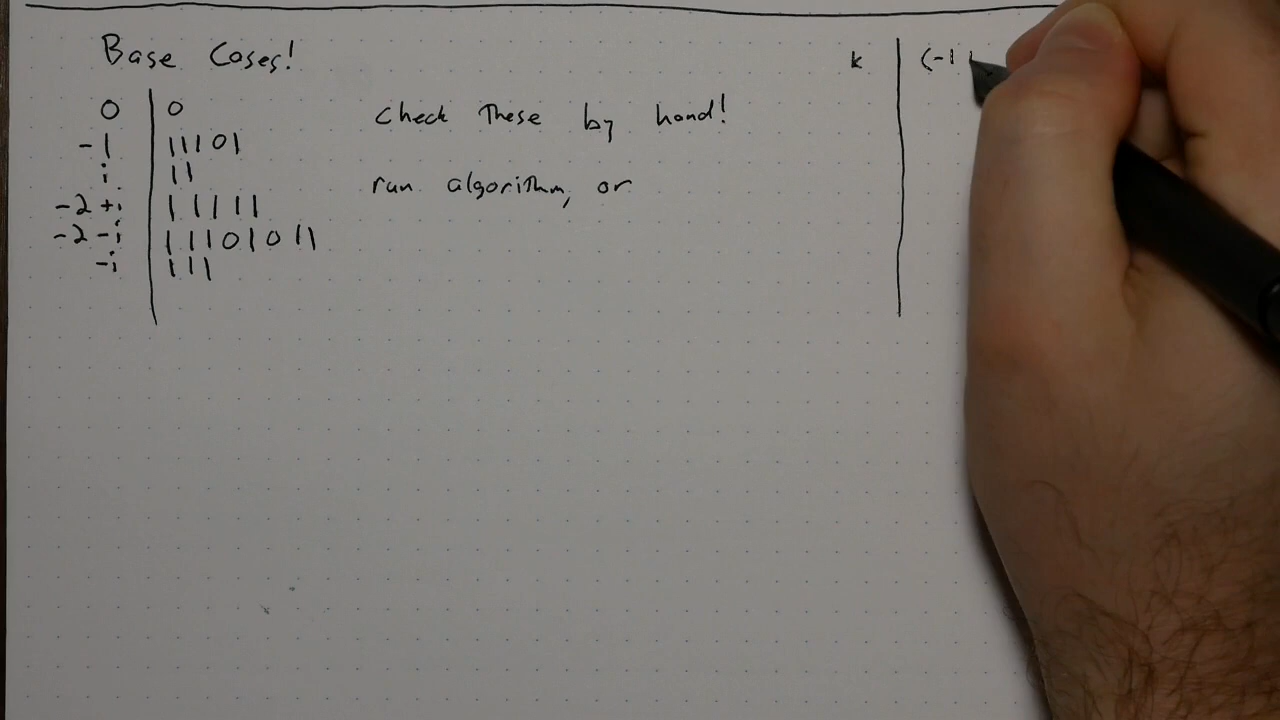 Base Cases!
0 | 0
-1 | 11101
i | 11
-2+i | 11111
-2-i | 11101011
-i | 111
Check These by hand!
run algorithm, or
k | (-1